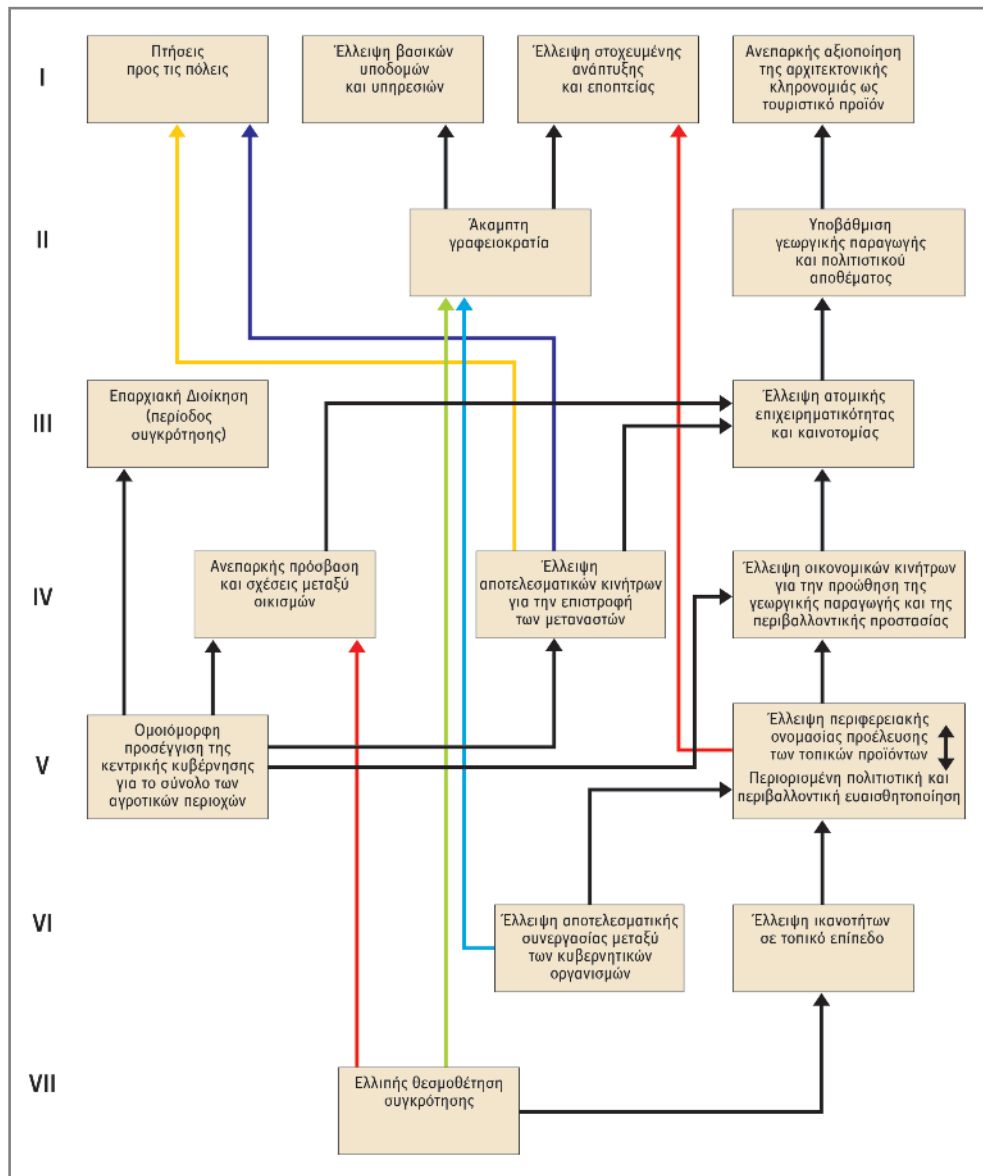 I
Πτήσεις
προς τις πόλεις
Έλλειψη βασικών
υποδομών
και υπηρεσιών
Έλλειψη στοχευμένης
ανάπτυξης
και εποπτείας
Ανεπαρκής αξιοποίηση
της αρχιτεκτονικής
κληρονομιάς ως
τουριστικό προϊόν
II
Άκαμπτη
γραφειοκρατία
Υποβάθμιση
γεωργικής παραγωγής
και πολιτιστικού
αποθέματος
III
Επαρχιακή Διοίκηση
(περίοδος
συγκρότησης)
Έλλειψη ατομικής
επιχειρηματικότητας
και καινοτομίας
IV
Ανεπαρκής πρόσβαση
και σχέσεις μεταξύ
οικισμών
Έλλειψη
αποτελεσματικών κινήτρων
για την επιστροφή
των μεταναστών
Έλλειψη οικονομικών κινήτρων
για την προώθηση της
γεωργικής παραγωγής και της
περιβαλλοντικής προστασίας
V
Ομοιόμορφη
προσέγγιση της
κεντρικής κυβέρνησης
για το σύνολο των
αγροτικών περιοχών
Έλλειψη περιφερειακής
ονομασίας προέλευσης
των τοπικών προϊόντων
Περιορισμένη πολιτιστική και
περιβαλλοντική ευαισθητοποίηση
VI
Έλλειψη αποτελεσματικής
συνεργασίας μεταξύ
των κυβερνητικών
οργανισμών
Έλλειψη ικανοτήτων
σε τοπικό επίπεδο
VII
Ελλιπής θεσμοθέτηση
συγκρότησης